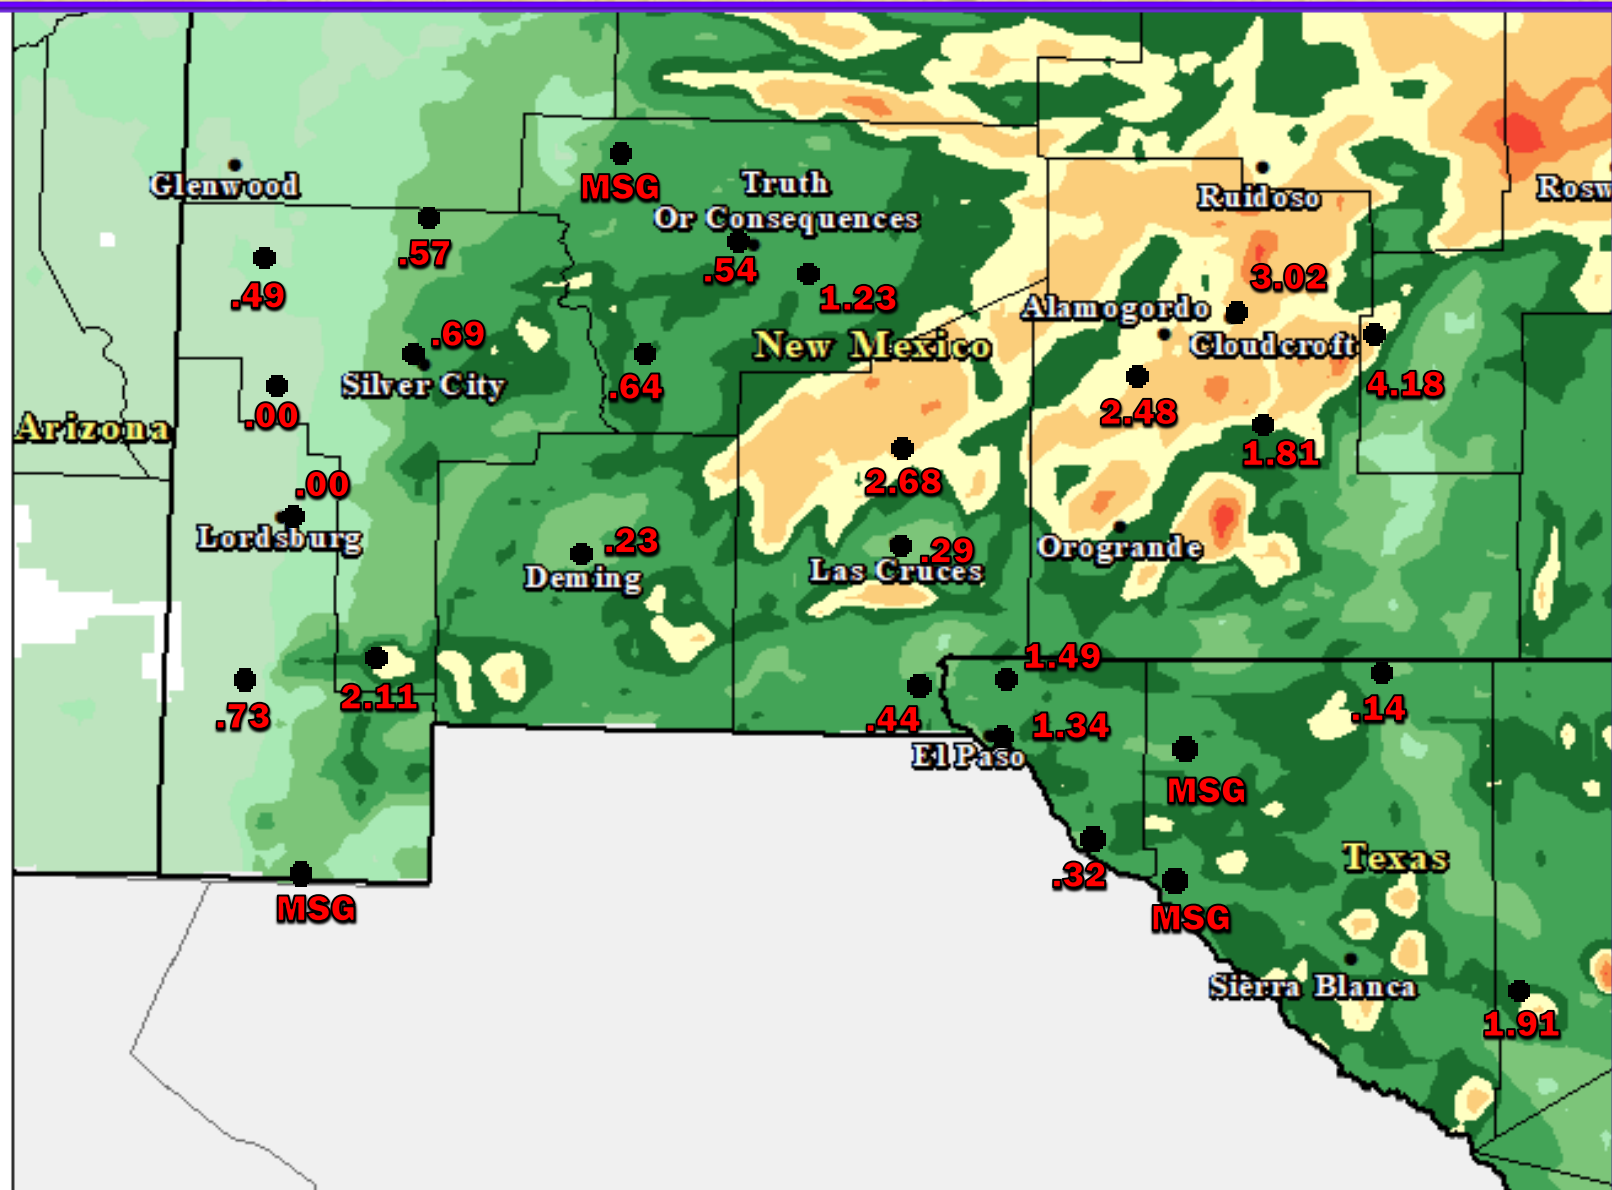 Glenwood
MSG
Truth
Or Consequences
Ruidoso
Rosw
.57
.49
.54
1.23
3.02
Alamogordo
Cloudcroft
.69
Silver City
New Mexico
.64
.00
2.48
4.18
Arizona
1.81
2.68
.00
Lordsburg
.23
Deming
.29
Las Cruces
Orogrande
1.49
2.11
.73
.44
1.34
.14
El Paso
MSG
Texas
.32
MSG
MSG
Sierra Blanca
1.91